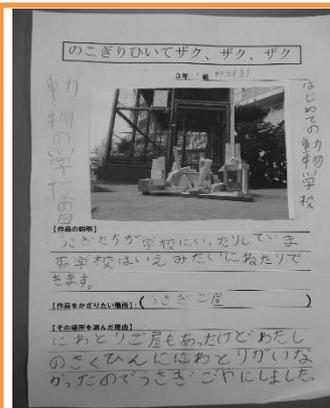 のこぎりひいてザク、ザク、ザク
3年 組
はじめての動物学校
動物の学校の
【作品の説明】
うさぎたちが学校にいったりしていま
す。学校はいえみたいにねたりで
きます。
【作品をかざりたい場所】:(うさぎご屋)
【その場所を選んだ理由】
にわとりご屋もあったけどわたし
のさくひんににわとりがいな
かったのでうさぎごやにしました。